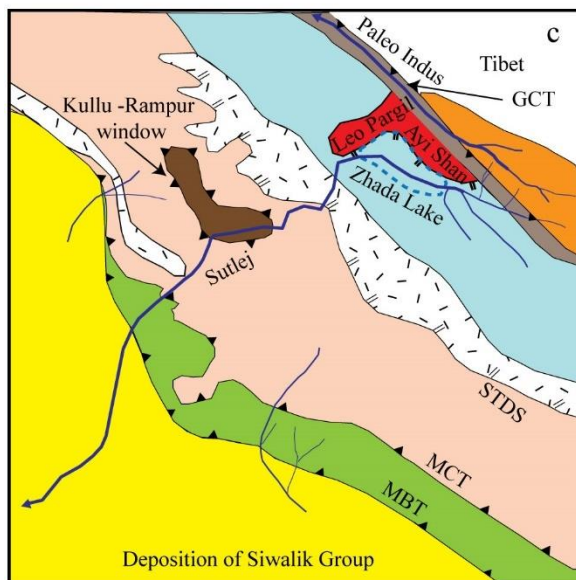 c
Paleo Indus
Tibet
GCT
Kullu -Rampur
window
Leo Pargil
Ayi Shan
Zhada Lake
Sutlej
STDS
MCT
MBT
Deposition of Siwalik Group